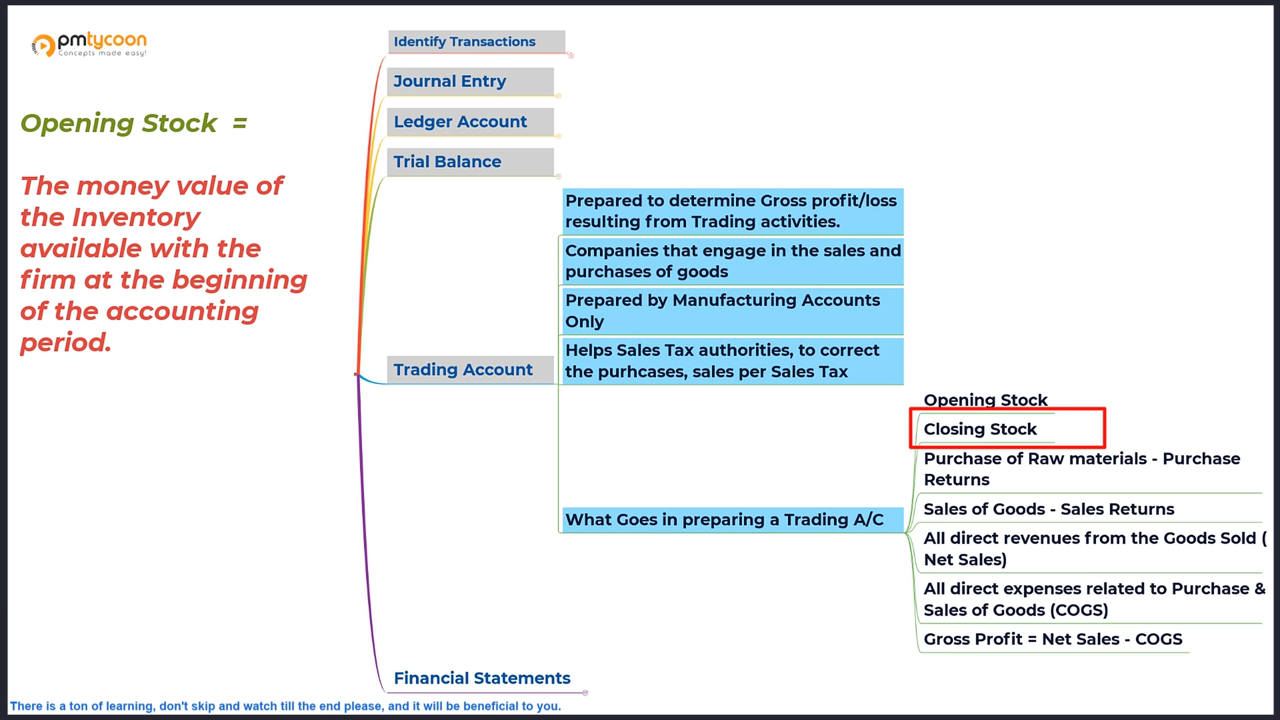 pmtycoon
Concepts made easy!
Opening Stock =
The money value of
the Inventory
available with the
firm at the beginning
of the accounting
period.
Identify Transactions
Journal Entry
Ledger Account
Trial Balance
Trading Account
Prepared to determine Gross profit/loss
resulting from Trading activities.
Companies that engage in the sales and
purchases of goods
Prepared by Manufacturing Accounts
Only
Helps Sales Tax authorities, to correct
the purhcases, sales per Sales Tax
What Goes in preparing a Trading A/C
Opening Stock
Closing Stock
Purchase of Raw materials - Purchase
Returns
Sales of Goods - Sales Returns
All direct revenues from the Goods Sold (
Net Sales)
All direct expenses related to Purchase &
Sales of Goods (COGS)
Gross Profit = Net Sales - COGS
Financial Statements
There is a ton of learning, don't skip and watch till the end please, and it will be beneficial to you.